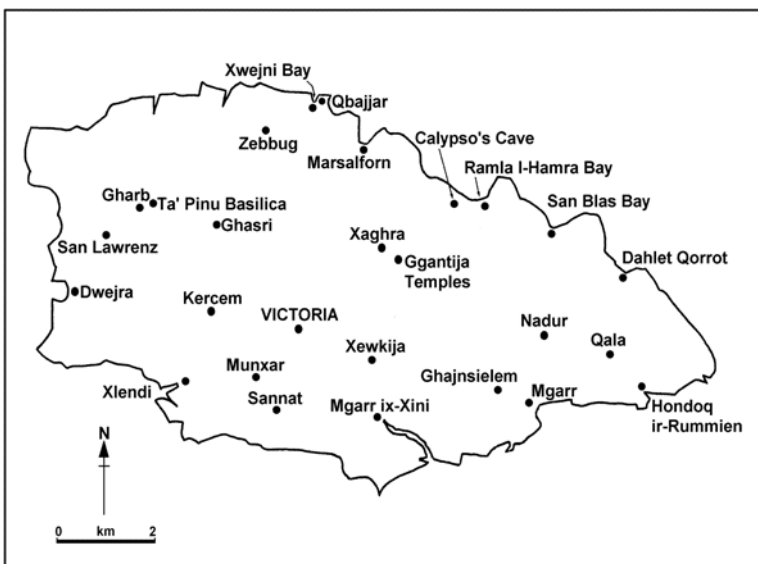 Xwejni Bay
Qbajjar
Zebbug
Marsalforn
Calypso's Cave
Ramla I-Hamra Bay
San Blas Bay
Gharb
Ta' Pinu Basilica
Ghasri
San Lawrenz
Xaghra
Ggantija
Temples
Dahlet Qorrot
Dwejra
Kercem
VICTORIA
Nadur
Qala
Xewkija
Munxar
Ghajnsielem
Xlendi
Sannat
Mgarr ix-Xini
Mgarr
Hondoq
ir-Rummien
N
0 km 2